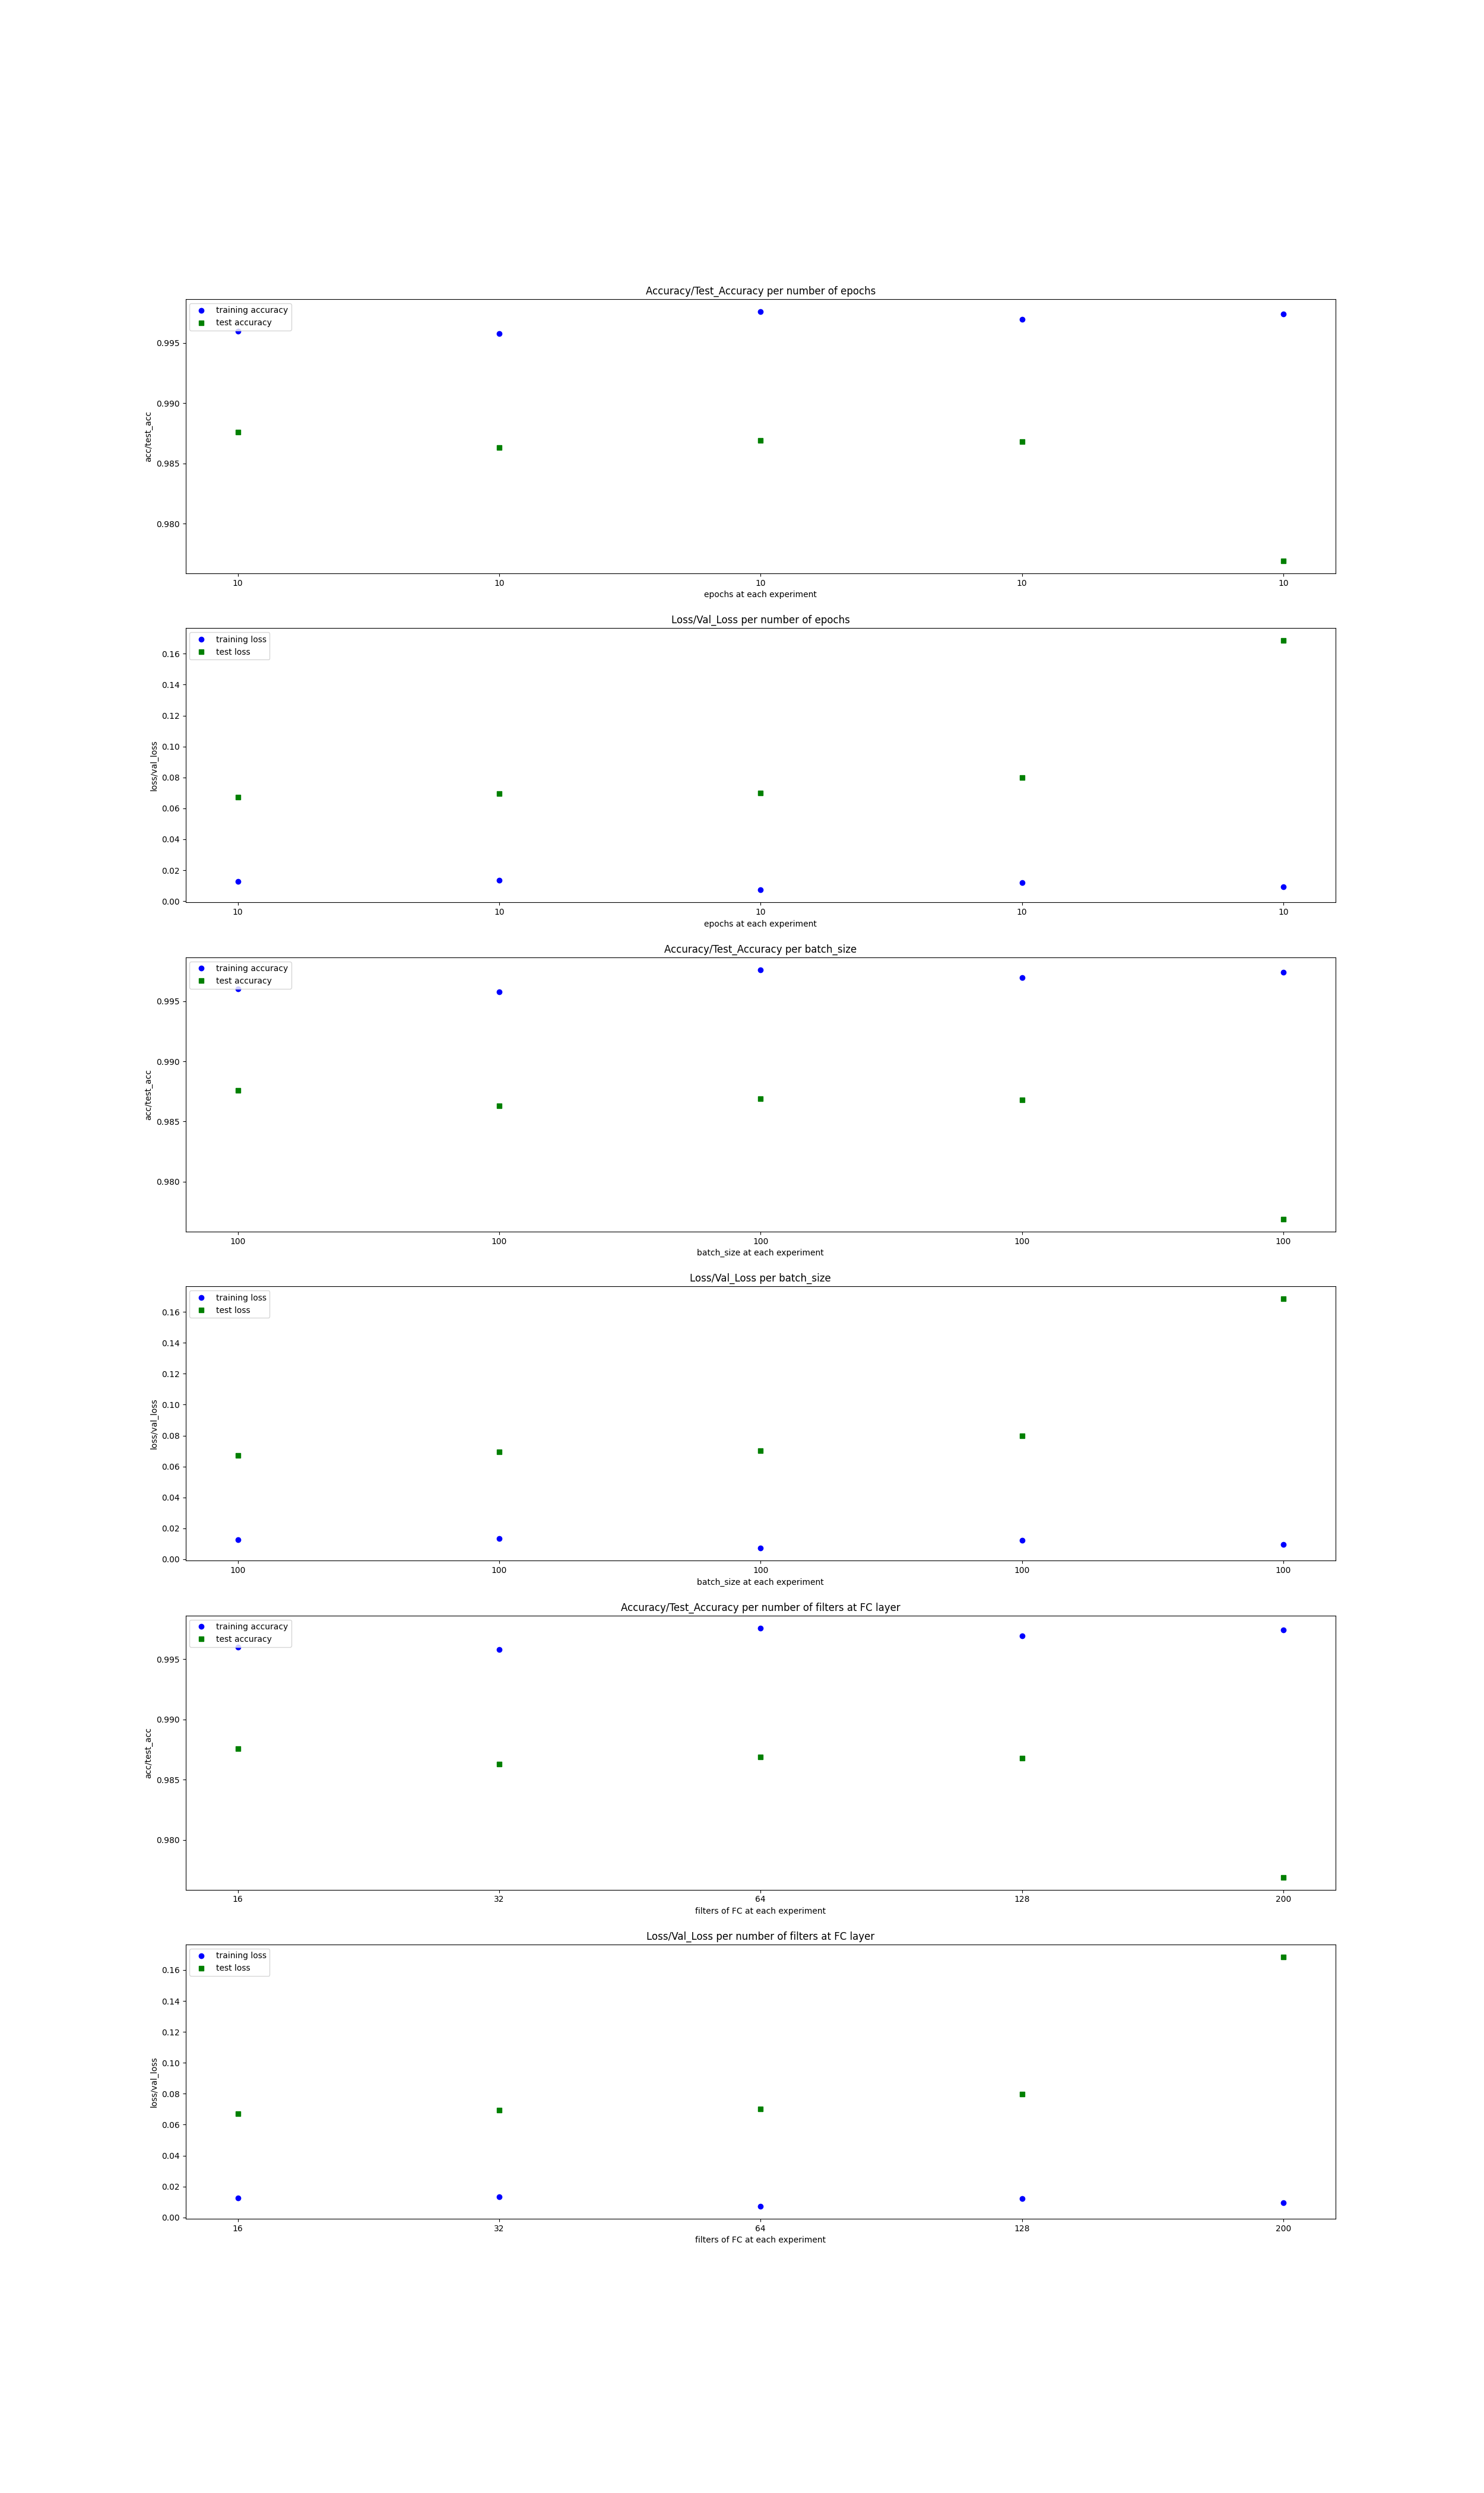 Accuracy/Test_Accuracy per number of epochs
training accuracy
test accuracy
0.995
0.990
0.985
0.980
acc/test_acc
10 10 10 10 10
epochs at each experiment
Loss/Val_Loss per number of epochs
training loss
test loss
0.16
0.14
0.12
0.10
0.08
0.06
0.04
0.02
0.00
loss/val_loss
10 10 10 10 10
epochs at each experiment
Accuracy/Test_Accuracy per batch_size
training accuracy
test accuracy
0.995
0.990
0.985
0.980
acc/test_acc
100 100 100 100 100
batch_size at each experiment
Loss/Val_Loss per batch_size
training loss
test loss
0.16
0.14
0.12
0.10
0.08
0.06
0.04
0.02
0.00
loss/val_loss
100 100 100 100 100
batch_size at each experiment
Accuracy/Test_Accuracy per number of filters at FC layer
training accuracy
test accuracy
0.995
0.990
0.985
0.980
acc/test_acc
16 32 64 128 200
filters of FC at each experiment
Loss/Val_Loss per number of filters at FC layer
training loss
test loss
0.16
0.14
0.12
0.10
0.08
0.06
0.04
0.02
0.00
loss/val_loss
16 32 64 128 200
filters of FC at each experiment